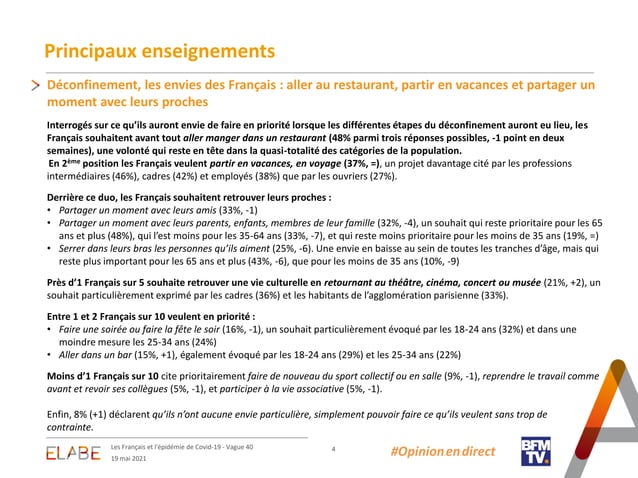 Principaux enseignements
Déconfinement, les envies des Français : aller au restaurant, partir en vacances et partager un
moment avec leurs proches
Interrogés sur ce qu’ils auront envie de faire en priorité lorsque les différentes étapes du déconfinement auront eu lieu, les
Français souhaitent avant tout aller manger dans un restaurant (48% parmi trois réponses possibles, -1 point en deux
semaines), une volonté qui reste en tête dans la quasi-totalité des catégories de la population.
En 2ème position les Français veulent partir en vacances, en voyage (37%, =), un projet davantage cité par les professions
intermédiaires (46%), cadres (42%) et employés (38%) que par les ouvriers (27%).
Derrière ce duo, les Français souhaitent retrouver leurs proches :
• Partager un moment avec leurs amis (33%, -1)
• Partager un moment avec leurs parents, enfants, membres de leur famille (32%, -4), un souhait qui reste prioritaire pour les 65
ans et plus (48%), qui l’est moins pour les 35-64 ans (33%, -7), et qui reste moins prioritaire pour les moins de 35 ans (19%, =)
• Serrer dans leurs bras les personnes qu’ils aiment (25%, -6). Une envie en baisse au sein de toutes les tranches d’âge, mais qui
reste plus important pour les 65 ans et plus (43%, -6), que pour les moins de 35 ans (10%, -9)
Près d’1 Français sur 5 souhaite retrouver une vie culturelle en retournant au théâtre, cinéma, concert ou musée (21%, +2), un
souhait particulièrement exprimé par les cadres (36%) et les habitants de l’agglomération parisienne (33%).
Entre 1 et 2 Français sur 10 veulent en priorité :
• Faire une soirée ou faire la fête le soir (16%, -1), un souhait particulièrement évoqué par les 18-24 ans (32%) et dans une
moindre mesure les 25-34 ans (24%)
• Aller dans un bar (15%, +1), également évoqué par les 18-24 ans (29%) et les 25-34 ans (22%)
Moins d’1 Français sur 10 cite prioritairement faire de nouveau du sport collectif ou en salle (9%, -1), reprendre le travail comme
avant et revoir ses collègues (5%, -1), et participer à la vie associative (5%, -1).
Enfin, 8% (+1) déclarent qu’ils n’ont aucune envie particulière, simplement pouvoir faire ce qu’ils veulent sans trop de
contrainte.
ELABE
Les Français et l'épidémie de Covid-19 - Vague 40
19 mai 2021
4
#Opinion en direct
BFM
TV.